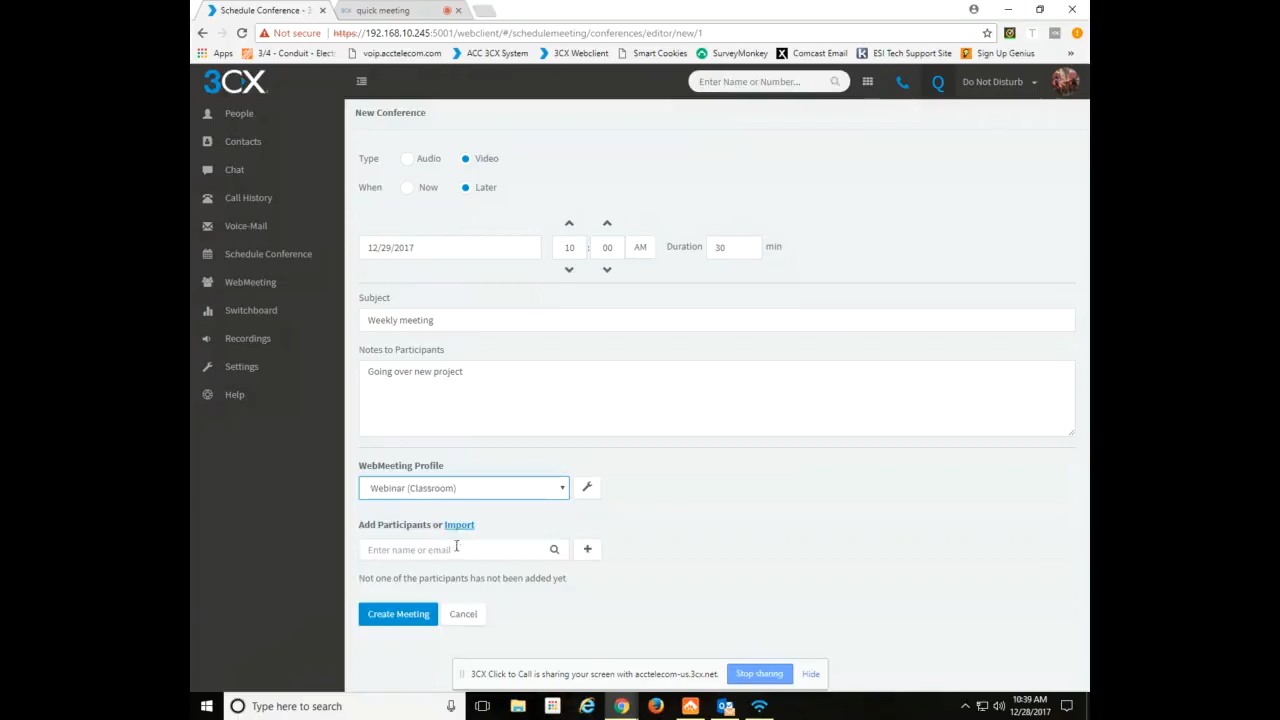 Schedule Conference - 3
quick meeting
Not secure https://192.168.10.245:5001/webclient/#/schedulemeeting/conferences/editor/new/1
Apps 3/4 - Conduit - Elect voip.acctelecom.com ACC 3CX System 3CX Webclient Smart Cookies SurveyMonkey Comcast Email ESI Tech Support Site Sign Up Genius »
3CX
Enter Name or Number...
Q
Do Not Disturb
People
Contacts
Chat
Call History
Voice-Mail
Schedule Conference
WebMeeting
Switchboard
Recordings
Settings
Help
New Conference
Type Audio Video
When Now Later
12/29/2017 10 : 00 AM Duration 30 min
Subject
Weekly meeting
Notes to Participants
Going over new project
WebMeeting Profile
Webinar (Classroom)
Add Participants or Import
Enter name or email
Not one of the participants has not been added yet
Create Meeting Cancel
3CX Click to Call is sharing your screen with acctelecom-us.3cx.net. Stop sharing Hide
Type here to search
10:39 AM
12/28/2017